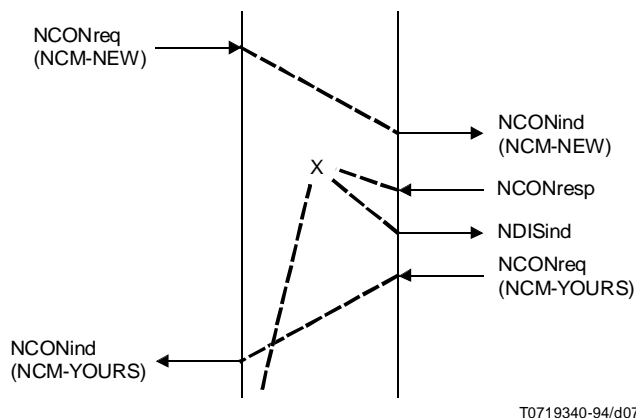 NCONreq
(NCM-NEW)
NCONind
(NCM-NEW)
X
NCONresp
NDISind
NCONreq
(NCM-YOURS)
NCONind
(NCM-YOURS)
T0719340-94/d07